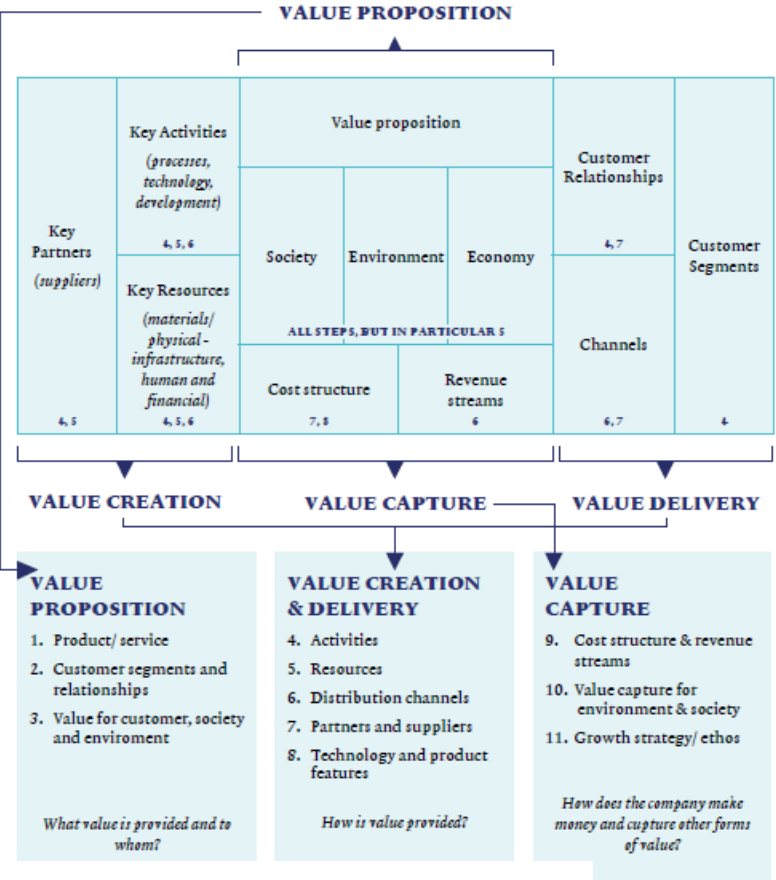 VALUE PROPOSITION
Key
Partners
(suppliers)
4, 5
Key Activities
(processes,
technology,
development)
4, 5, 6
Key Resources
(materials/
physical-
infrastructure,
human and
financial)
4, 5, 6
Value proposition
Society
Environment
Economy
ALL STEPS, BUT IN PARTICULAR 5
Cost structure
7, 8
Revenue
streams
6
Customer
Relationships
4, 7
Channels
6, 7
Customer
Segments
4
VALUE CREATION
VALUE CAPTURE
VALUE DELIVERY
VALUE
PROPOSITION
1. Product/ service
2. Customer segments and
relationships
3. Value for customer, society
and enviroment
What value is provided and to
whom?
VALUE CREATION
& DELIVERY
4. Activities
5. Resources
6. Distribution channels
7. Partners and suppliers
8. Technology and product
features
How is value provided?
VALUE
CAPTURE
9. Cost structure & revenue
streams
10. Value capture for
environment & society
11. Growth strategy/ ethos
How does the company make
money and cupture other forms
of value?